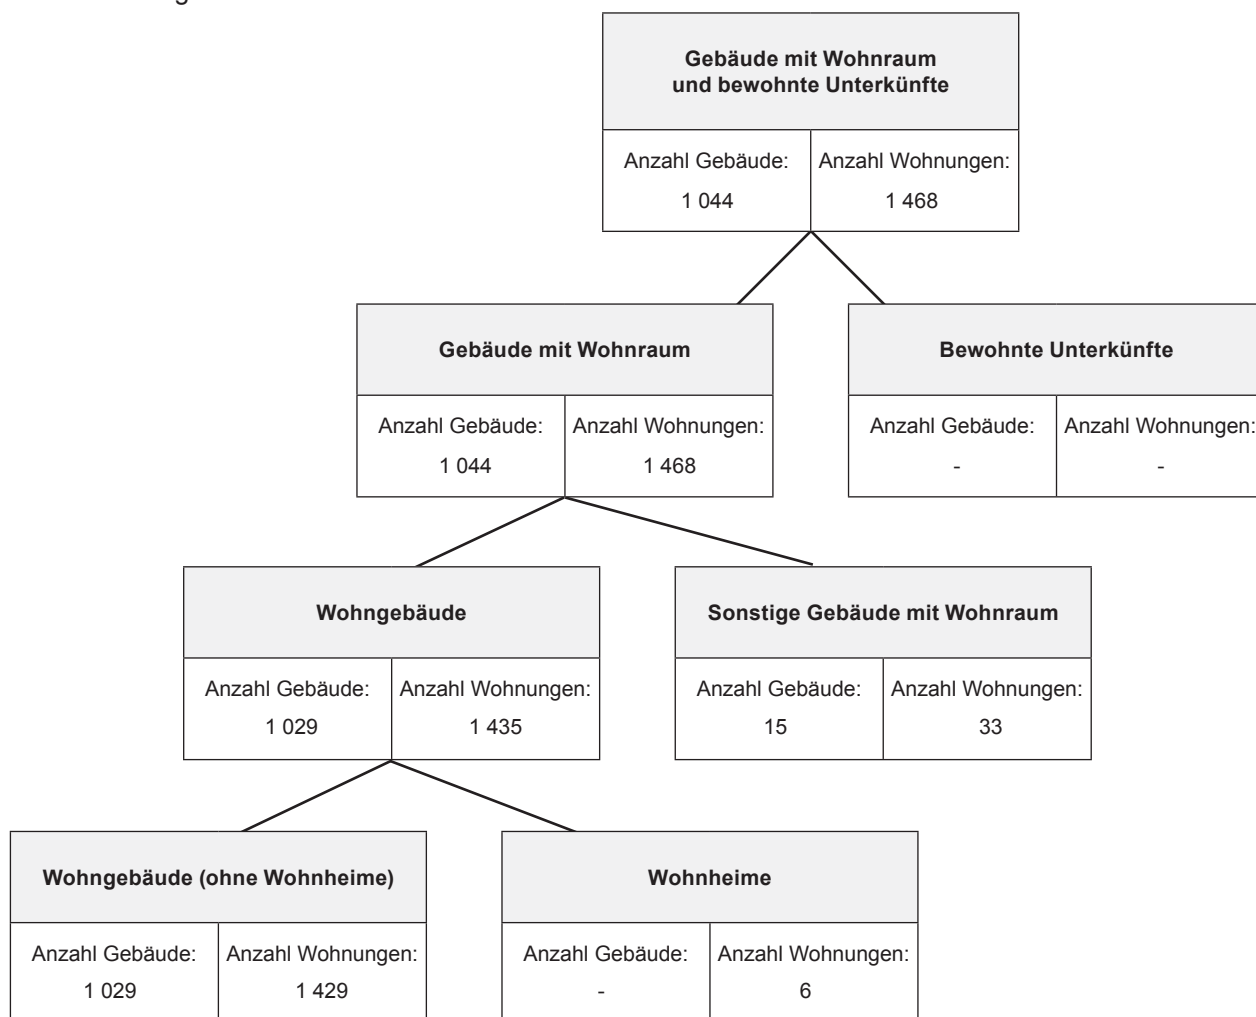 Gebäude mit Wohnraum
und bewohnte Unterkünfte
Anzahl Gebäude: Anzahl Wohnungen:
1 044 1 468
Gebäude mit Wohnraum
Bewohnte Unterkünfte
Anzahl Gebäude: Anzahl Wohnungen:
1 044 1 468
Anzahl Gebäude: Anzahl Wohnungen:
- -
Wohngebäude
Sonstige Gebäude mit Wohnraum
Anzahl Gebäude: Anzahl Wohnungen:
1 029 1 435
Anzahl Gebäude: Anzahl Wohnungen:
15 33
Wohngebäude (ohne Wohnheime)
Wohnheime
Anzahl Gebäude: Anzahl Wohnungen:
1 029 1 429
Anzahl Gebäude: Anzahl Wohnungen:
- 6